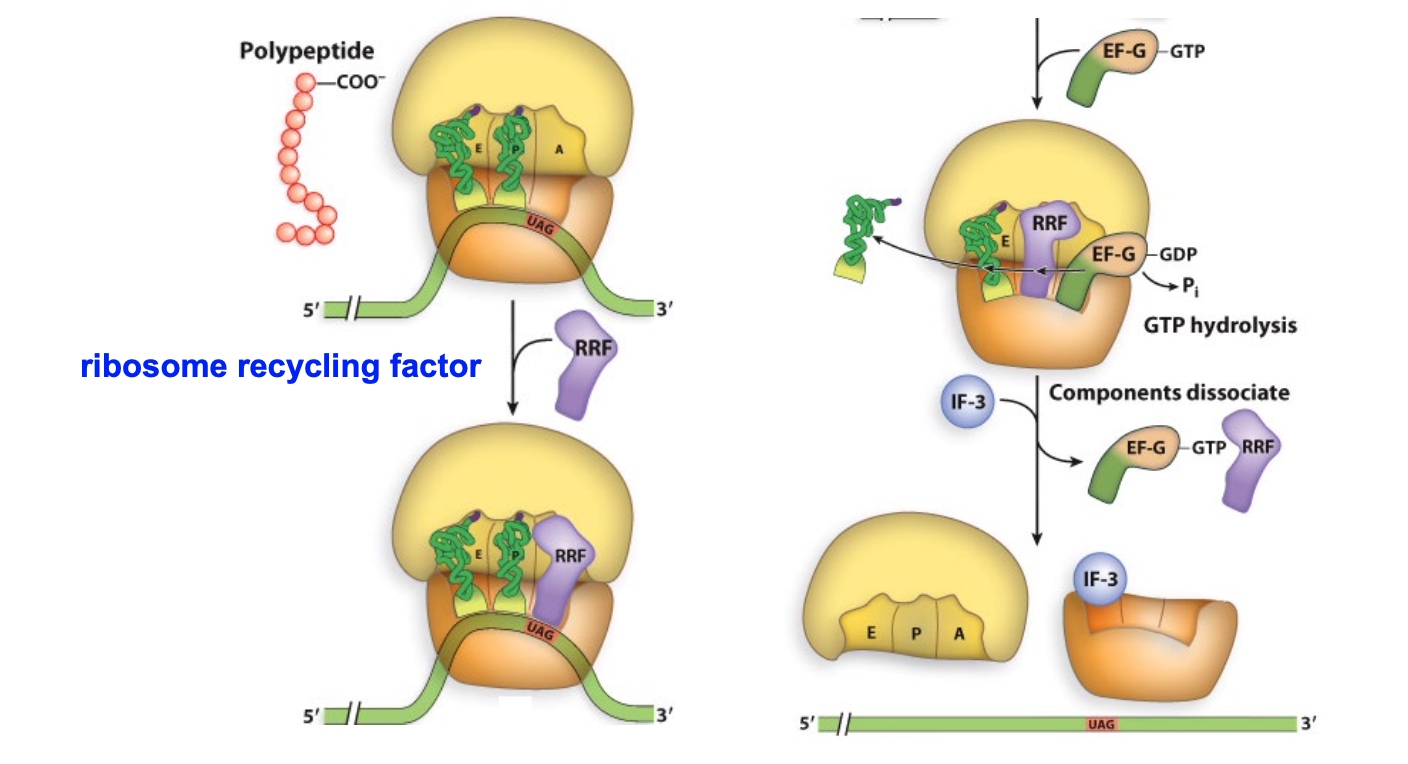 Polypeptide
COO⁻
E
P
A
UAG
5′
3′
ribosome recycling factor
RRF
E
P
RRF
UAG
5′
3′
EF-G
GTP
RRF
E
EF-G
GDP
Pi
GTP hydrolysis
IF-3
Components dissociate
EF-G
GTP
RRF
IF-3
E
P
A
5′
UAG
3′